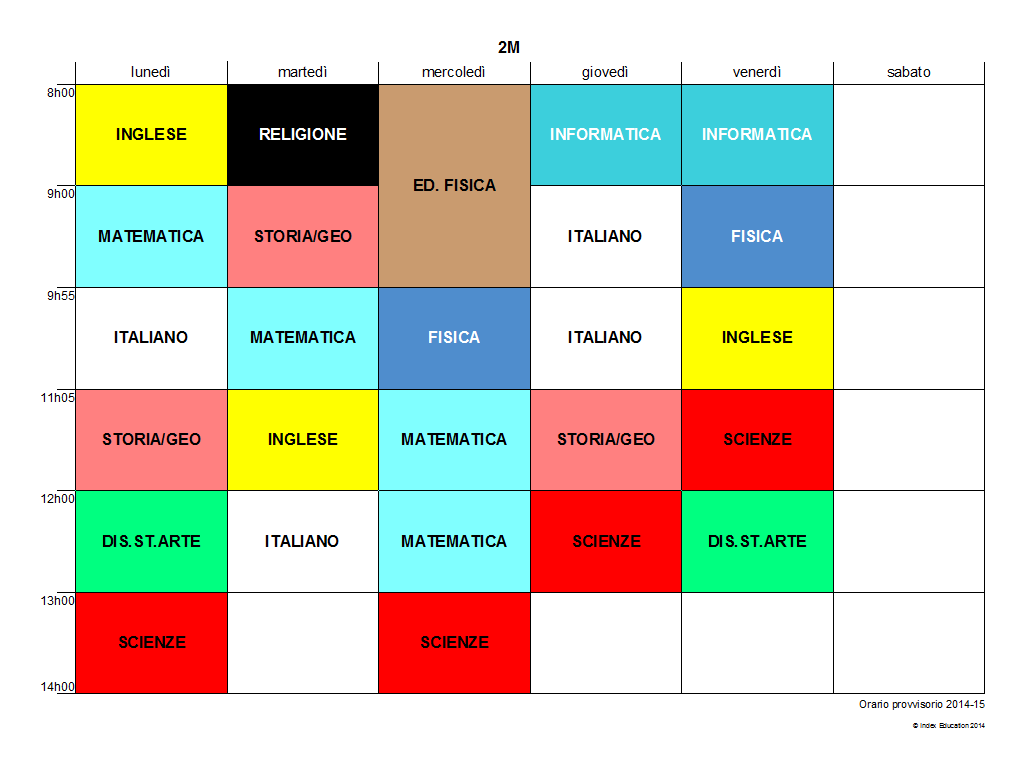 2M
lunedì martedì mercoledì giovedì venerdì sabato
8h00
INGLESE RELIGIONE ED. FISICA INFORMATICA INFORMATICA
9h00
MATEMATICA STORIA/GEO ITALIANO FISICA
9h55
ITALIANO MATEMATICA FISICA ITALIANO INGLESE
11h05
STORIA/GEO INGLESE MATEMATICA STORIA/GEO SCIENZE
12h00
DIS.ST.ARTE ITALIANO MATEMATICA SCIENZE DIS.ST.ARTE
13h00
SCIENZE SCIENZE
14h00
Orario provvisorio 2014-15
© Index Education 2014